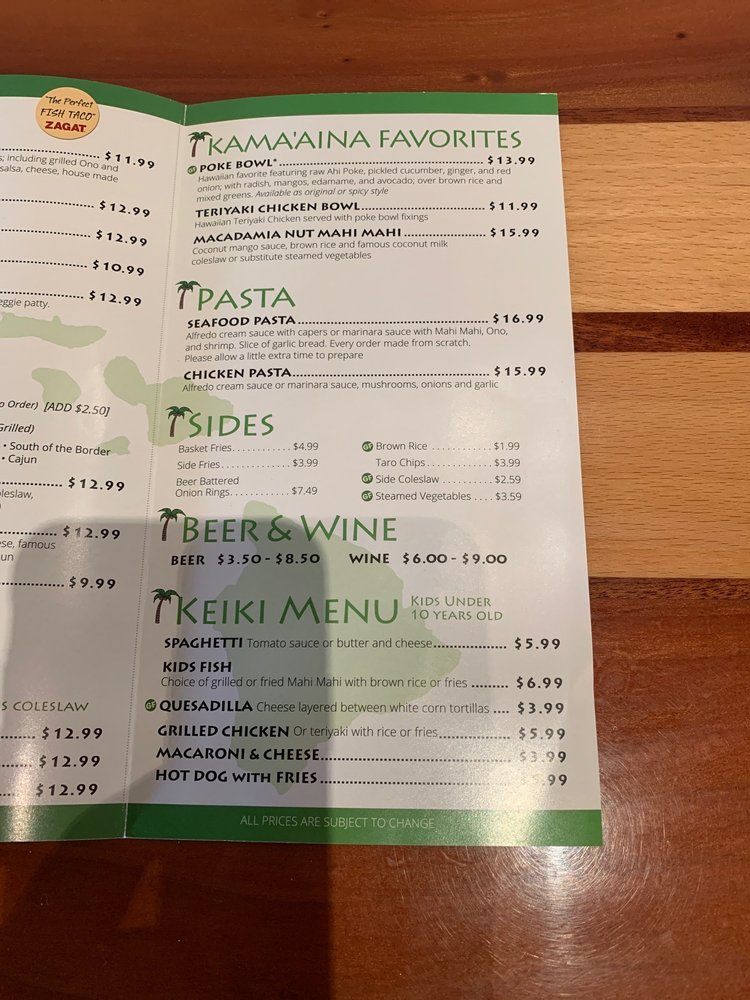 "The Perfect
FISH TACO"
ZAGAT
$11.99
s; including grilled Ono and
salsa, cheese, house made
$12.99
$12.99
$10.99
$12.99
eggie patty.
o Order) [ADD $2.50]
Grilled)
• South of the Border
• Cajun
$12.99
oleslaw,
$12.99
ese, famous
un
$9.99
S COLESLAW
$12.99
$12.99
$12.99
KAMA'AINA FAVORITES
GF POKE BOWL* $13.99
Hawaiian favorite featuring raw Ahi Poke, pickled cucumber, ginger, and red
onion; with radish, mangos, edamame, and avocado; over brown rice and
mixed greens. Available as original or spicy style
TERIYAKI CHICKEN BOWL $11.99
Hawaiian Teriyaki Chicken served with poke bowl fixings
MACADAMIA NUT MAHI MAHI $15.99
Coconut mango sauce, brown rice and famous coconut milk
coleslaw or substitute steamed vegetables
PASTA
SEAFOOD PASTA $16.99
Alfredo cream sauce with capers or marinara sauce with Mahi Mahi, Ono,
and shrimp. Slice of garlic bread. Every order made from scratch.
Please allow a little extra time to prepare
CHICKEN PASTA $15.99
Alfredo cream sauce or marinara sauce, mushrooms, onions and garlic
SIDES
Basket Fries $4.99
Side Fries $3.99
Beer Battered
Onion Rings $7.49
GF Brown Rice $1.99
Taro Chips $3.99
GF Side Coleslaw $2.59
GF Steamed Vegetables $3.59
BEER & WINE
BEER $3.50 - $8.50 WINE $6.00 - $9.00
KEIKI MENU KIDS UNDER
10 YEARS OLD
SPAGHETTI Tomato sauce or butter and cheese $5.99
KIDS FISH
Choice of grilled or fried Mahi Mahi with brown rice or fries $6.99
GF QUESADILLA Cheese layered between white corn tortillas $3.99
GRILLED CHICKEN Or teriyaki with rice or fries $5.99
MACARONI & CHEESE $3.99
HOT DOG WITH FRIES .99
ALL PRICES ARE SUBJECT TO CHANGE